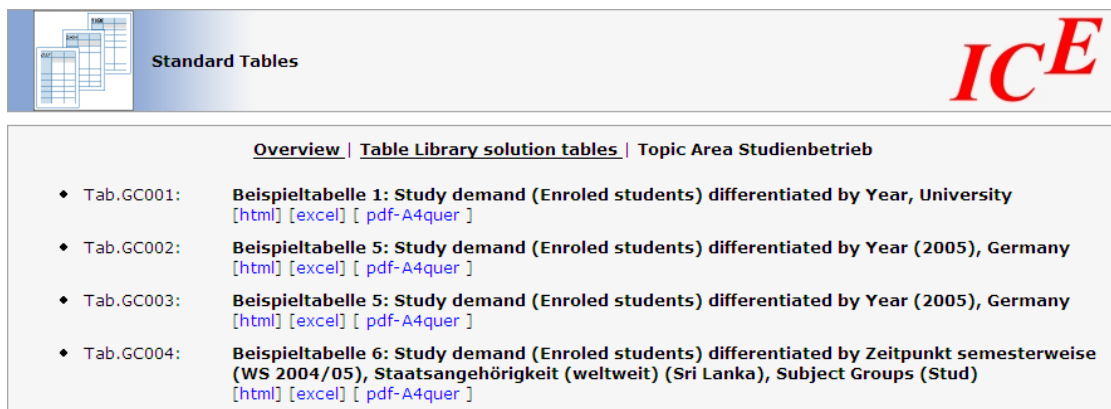 Standard Tables
ICE
Overview | Table Library solution tables | Topic Area Studienbetrieb
Tab.GC001: Beispieltabelle 1: Study demand (Enroled students) differentiated by Year, University
[html] [excel] [ pdf-A4quer ]
Tab.GC002: Beispieltabelle 5: Study demand (Enroled students) differentiated by Year (2005), Germany
[html] [excel] [ pdf-A4quer ]
Tab.GC003: Beispieltabelle 5: Study demand (Enroled students) differentiated by Year (2005), Germany
[html] [excel] [ pdf-A4quer ]
Tab.GC004: Beispieltabelle 6: Study demand (Enroled students) differentiated by Zeitpunkt semesterweise
(WS 2004/05), Staatsangehörigkeit (weltweit) (Sri Lanka), Subject Groups (Stud)
[html] [excel] [ pdf-A4quer ]